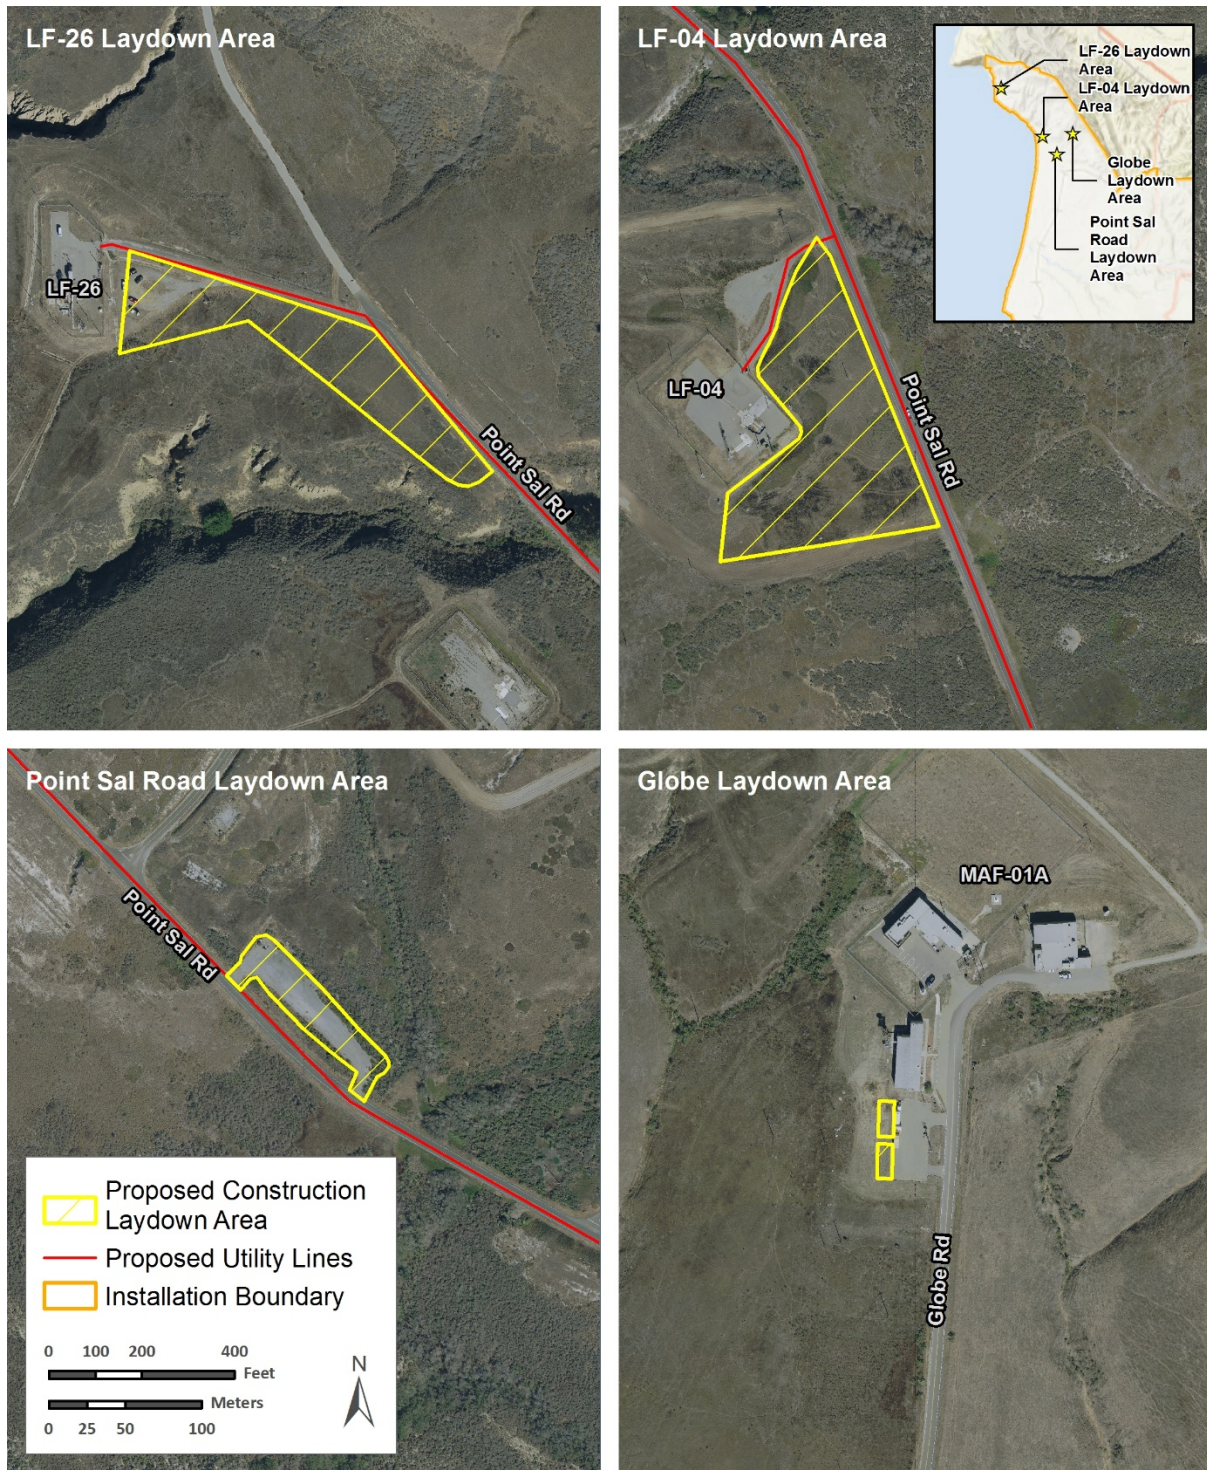 LF-26 Laydown Area
LF-26
Point Sal Rd
LF-04 Laydown Area
LF-04
Point Sal Rd
LF-26 Laydown
Area
LF-04 Laydown
Area
Globe
Laydown
Area
Point Sal
Road
Laydown
Area
Point Sal Road Laydown Area
Point Sal Rd
Proposed Construction
Laydown Area
Proposed Utility Lines
Installation Boundary
0 100 200 400
Feet
Meters
0 25 50 100
N
Globe Laydown Area
MAF-01A
Globe Rd